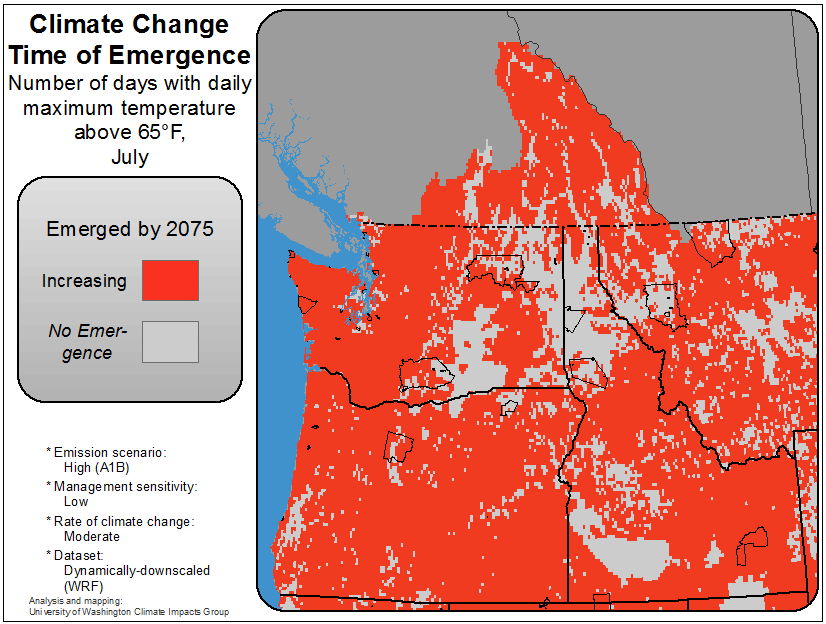 Climate Change
Time of Emergence
Number of days with daily
maximum temperature
above 65°F,
July
Emerged by 2075
Increasing
No Emer-
gence
* Emission scenario:
High (A1B)
* Management sensitivity:
Low
* Rate of climate change:
Moderate
* Dataset:
Dynamically-downscaled
(WRF)
Analysis and mapping:
University of Washington Climate Impacts Group